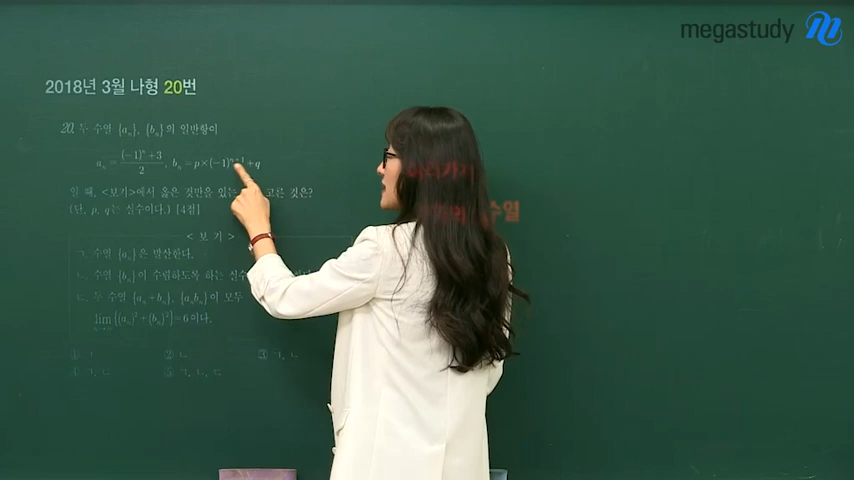 megastudy
2018년 3월 나형 20번
20. 두 수열 {aₙ}, {bₙ}의 일반항이
aₙ = ((-1)ⁿ+3)/2, bₙ = p×(-1)ⁿ⁺¹+q
일 때, <보기>에서 옳은 것만을 있는 고른 것은?
(단, p, q는 실수이다.) [4점]
<보 기>
ㄱ. 수열 {aₙ}은 발산한다.
ㄴ. 수열 {bₙ}이 수렴하도록 하는 실수
ㄷ. 두 수열 {aₙ+bₙ}, {aₙbₙ}이 모두
lim {(aₙ)²+(bₙ)²}=6이다.
① ㄱ ② ㄴ ③ ㄱ, ㄴ
④ ㄱ, ㄷ ⑤ ㄱ, ㄴ, ㄷ
수열